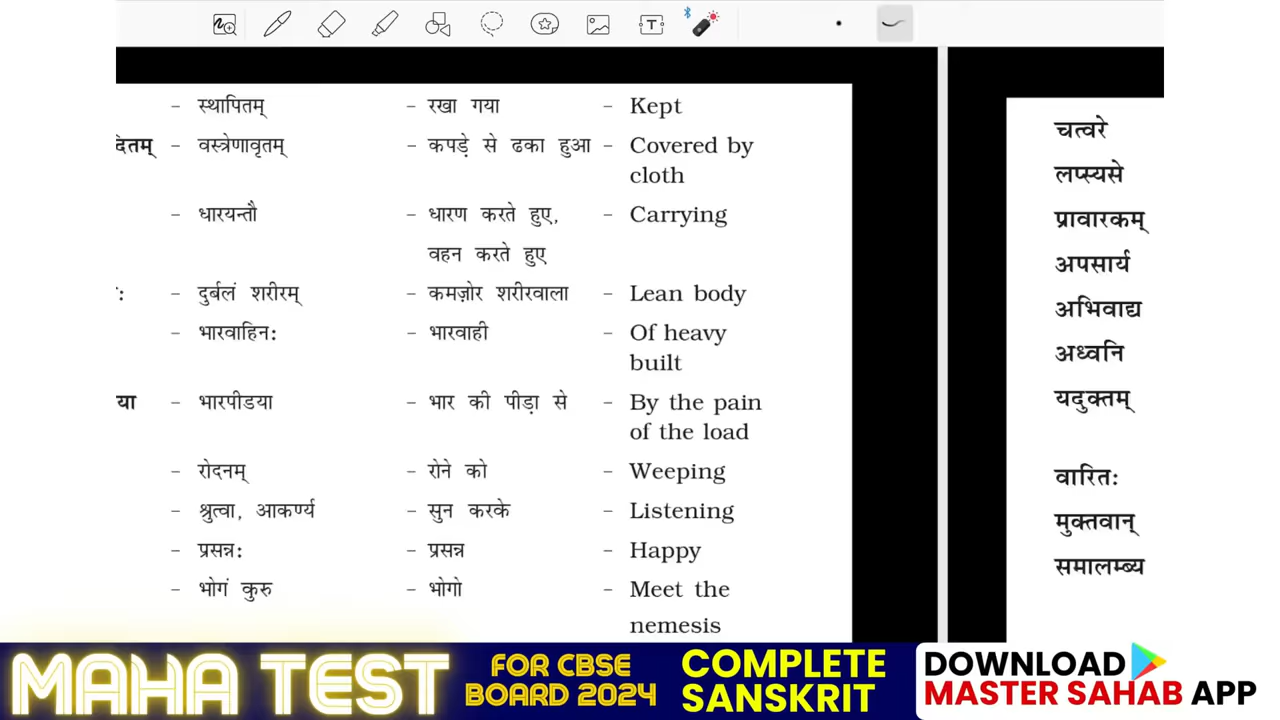 - स्थापितम् - रखा गया - Kept
दितम् - वस्त्रेणावृतम् - कपड़े से ढका हुआ - Covered by
cloth
- धारयन्तौ - धारण करते हुए, - Carrying
वहन करते हुए
: - दुर्बलं शरीरम् - कमज़ोर शरीरवाला - Lean body
- भारवाहिन: - भारवाही - Of heavy
built
या - भारपीडया - भार की पीड़ा से - By the pain
of the load
- रोदनम् - रोने को - Weeping
- श्रुत्वा, आकर्ण्य - सुन करके - Listening
- प्रसन्न: - प्रसन्न - Happy
- भोगं कुरु - भोगो - Meet the
nemesis
चत्वरे
लप्स्यसे
प्रावारकम्
अपसार्य
अभिवाद्य
अध्वनि
यदुक्तम्
वारितः
मुक्तवान्
समालम्ब्य
MAHA TEST
FOR CBSE
BOARD 2024
COMPLETE
SANSKRIT
DOWNLOAD
MASTER SAHAB APP